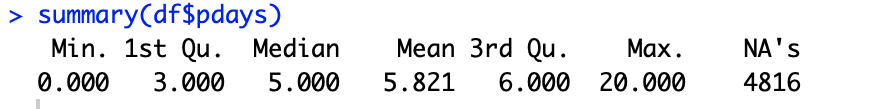 > summary(df$pdays)
Min. 1st Qu. Median Mean 3rd Qu. Max. NA's
0.000 3.000 5.000 5.821 6.000 20.000 4816